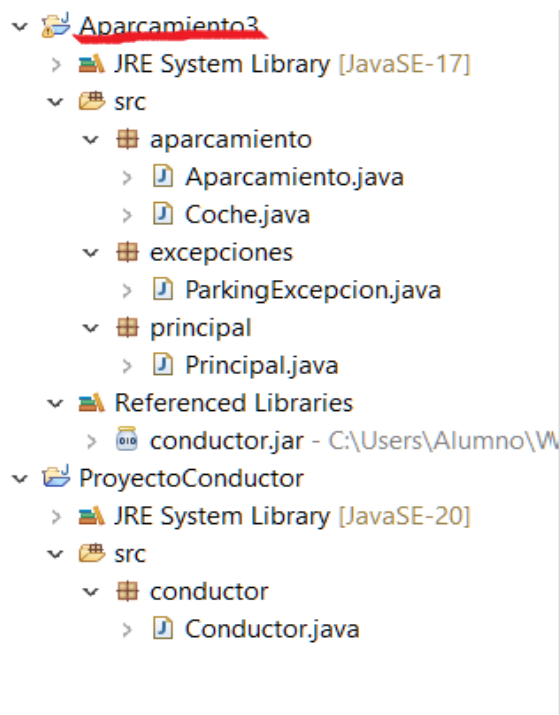 Aparcamiento3
JRE System Library [JavaSE-17]
src
aparcamiento
Aparcamiento.java
Coche.java
excepciones
ParkingExcepcion.java
principal
Principal.java
Referenced Libraries
conductor.jar - C:\Users\Alumno\W
ProyectoConductor
JRE System Library [JavaSE-20]
src
conductor
Conductor.java